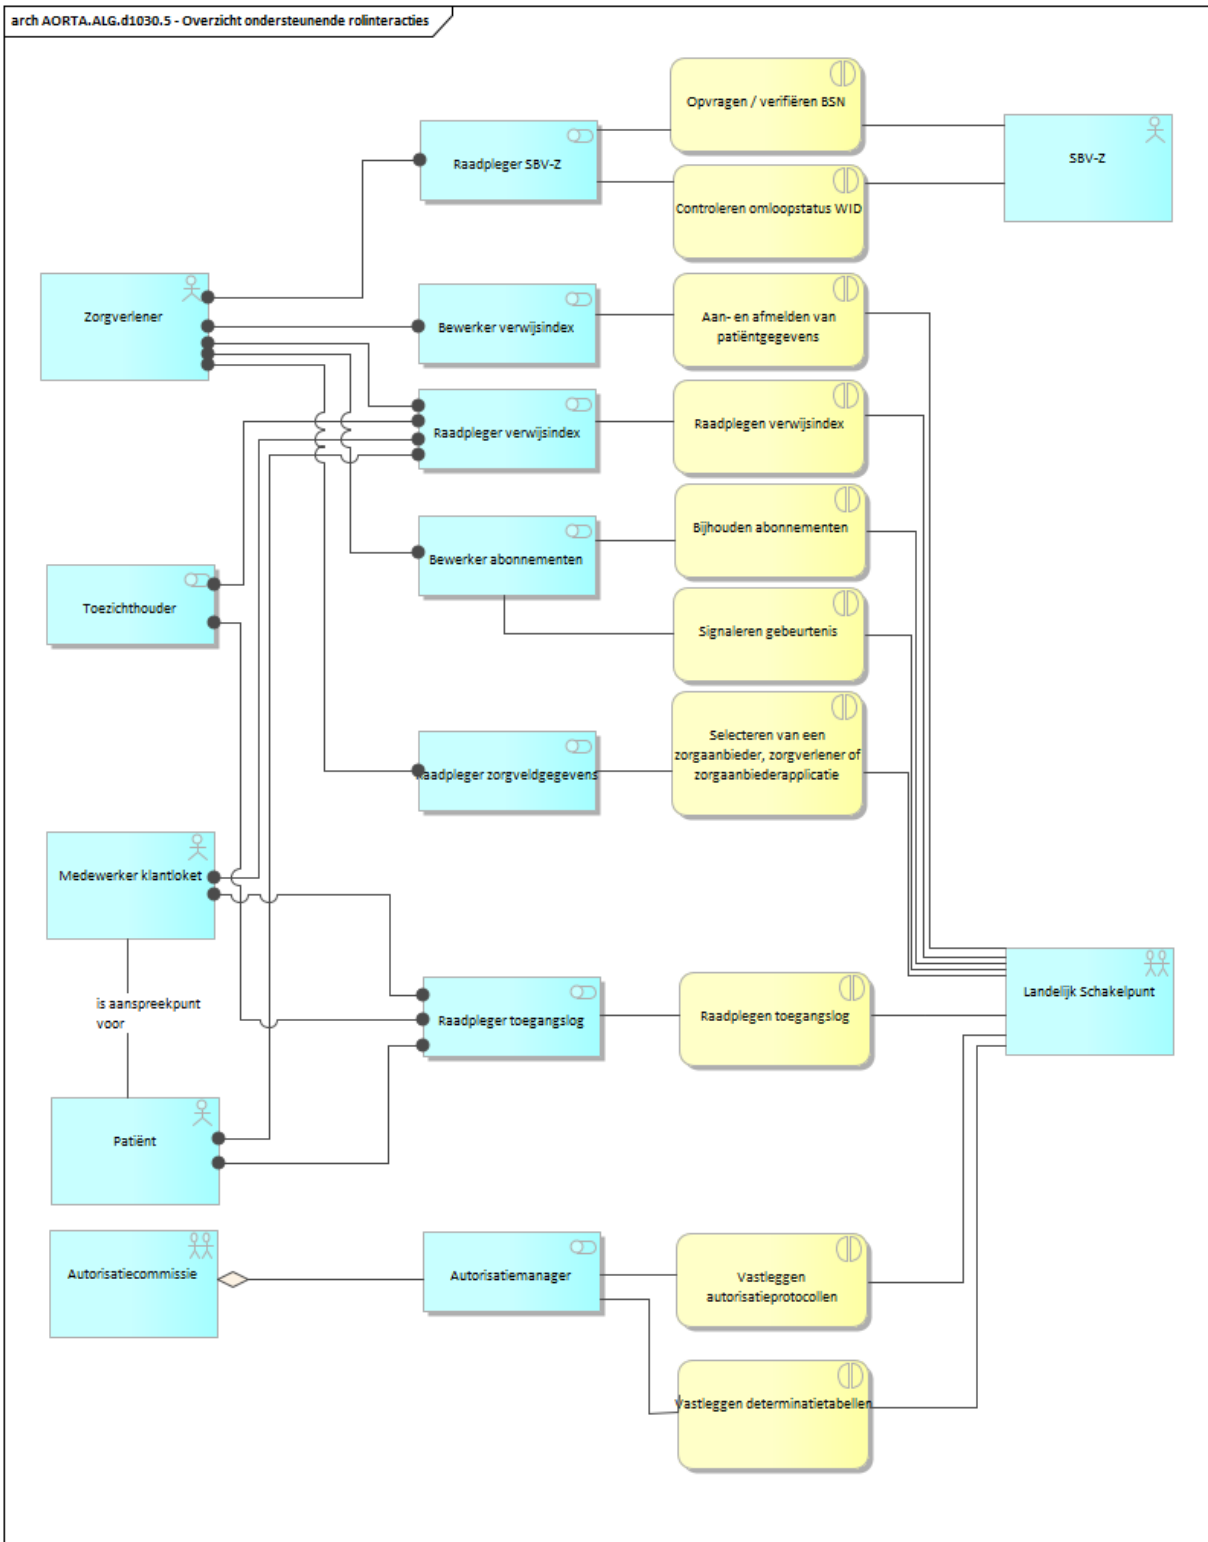 arch AORTA.ALG.d1030.5 - Overzicht ondersteunende rolinteracties
Opvragen / verifiëren BSN
Raadpleger SBV-Z
SBV-Z
Controleren omloopstatus WID
Zorgverlener
Bewerker verwijsindex
Aan- en afmelden van
patiëntgegevens
Raadpleger verwijsindex
Raadplegen verwijsindex
Bewerker abonnementen
Bijhouden abonnementen
Toezichthouder
Signaleren gebeurtenis
Raadpleger zorgveldgegevens
Selecteren van een
zorgaanbieder, zorgverlener of
zorgaanbiederapplicatie
Medewerker klantloket
is aanspreekpunt
voor
Raadpleger toegangslog
Raadplegen toegangslog
Landelijk Schakelpunt
Patiënt
Autorisatiecommissie
Autorisatiemanager
Vastleggen
autorisatieprotocollen
Vastleggen determinatietabellen